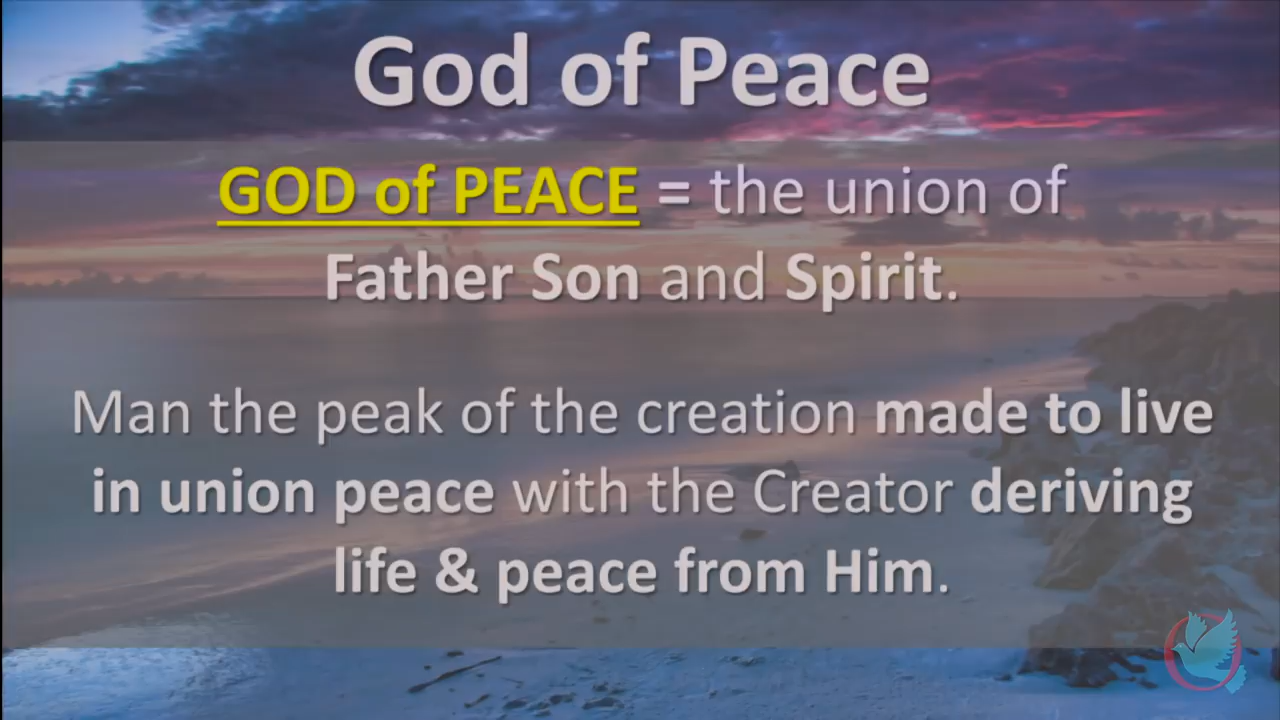 God of Peace
GOD of PEACE = the union of
Father Son and Spirit.
Man the peak of the creation made to live
in union peace with the Creator deriving
life & peace from Him.